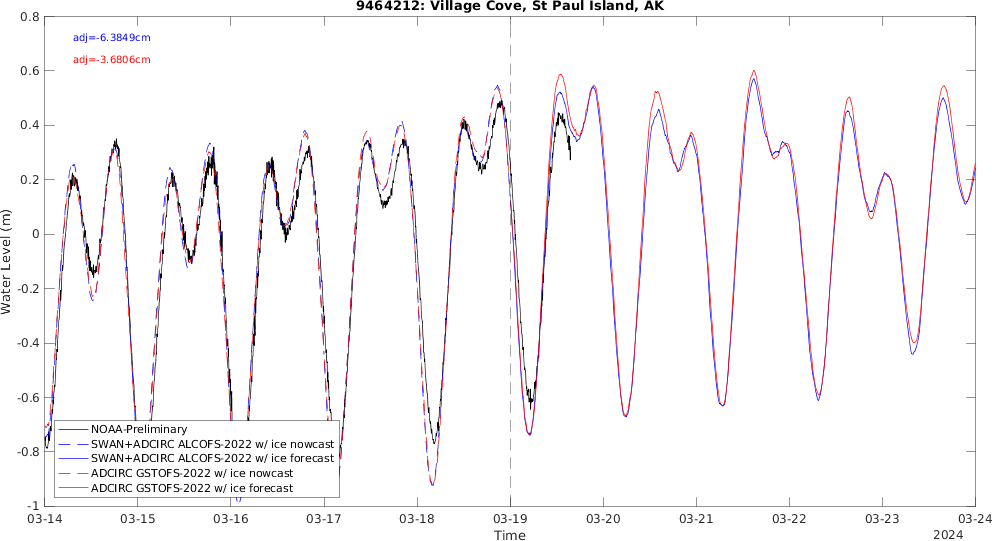 9464212: Village Cove, St Paul Island, AK
adj=-6.3849cm
adj=-3.6806cm
0.8
0.6
0.4
0.2
0
-0.2
-0.4
-0.6
-0.8
-1
Water Level (m)
NOAA-Preliminary
SWAN+ADCIRC ALCOFS-2022 w/ ice nowcast
SWAN+ADCIRC ALCOFS-2022 w/ ice forecast
ADCIRC GSTOFS-2022 w/ ice nowcast
ADCIRC GSTOFS-2022 w/ ice forecast
03-14 03-15 03-16 03-17 03-18 03-19 03-20 03-21 03-22 03-23 03-24
Time
2024